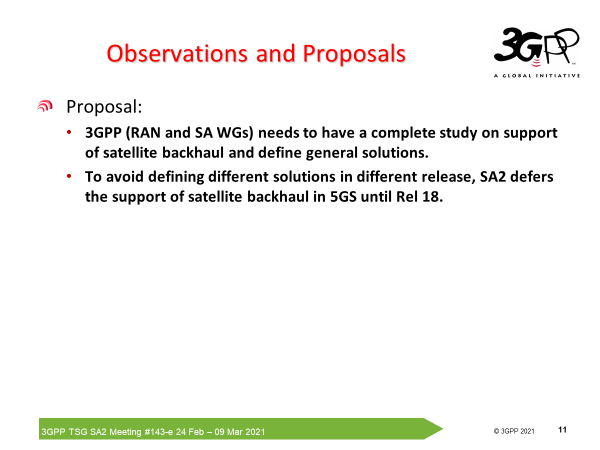 Observations and Proposals
3GPP
A GLOBAL INITIATIVE
Proposal:
• 3GPP (RAN and SA WGs) needs to have a complete study on support
of satellite backhaul and define general solutions.
• To avoid defining different solutions in different release, SA2 defers
the support of satellite backhaul in 5GS until Rel 18.
3GPP TSG SA2 Meeting #143-e 24 Feb – 09 Mar 2021
© 3GPP 2021
11